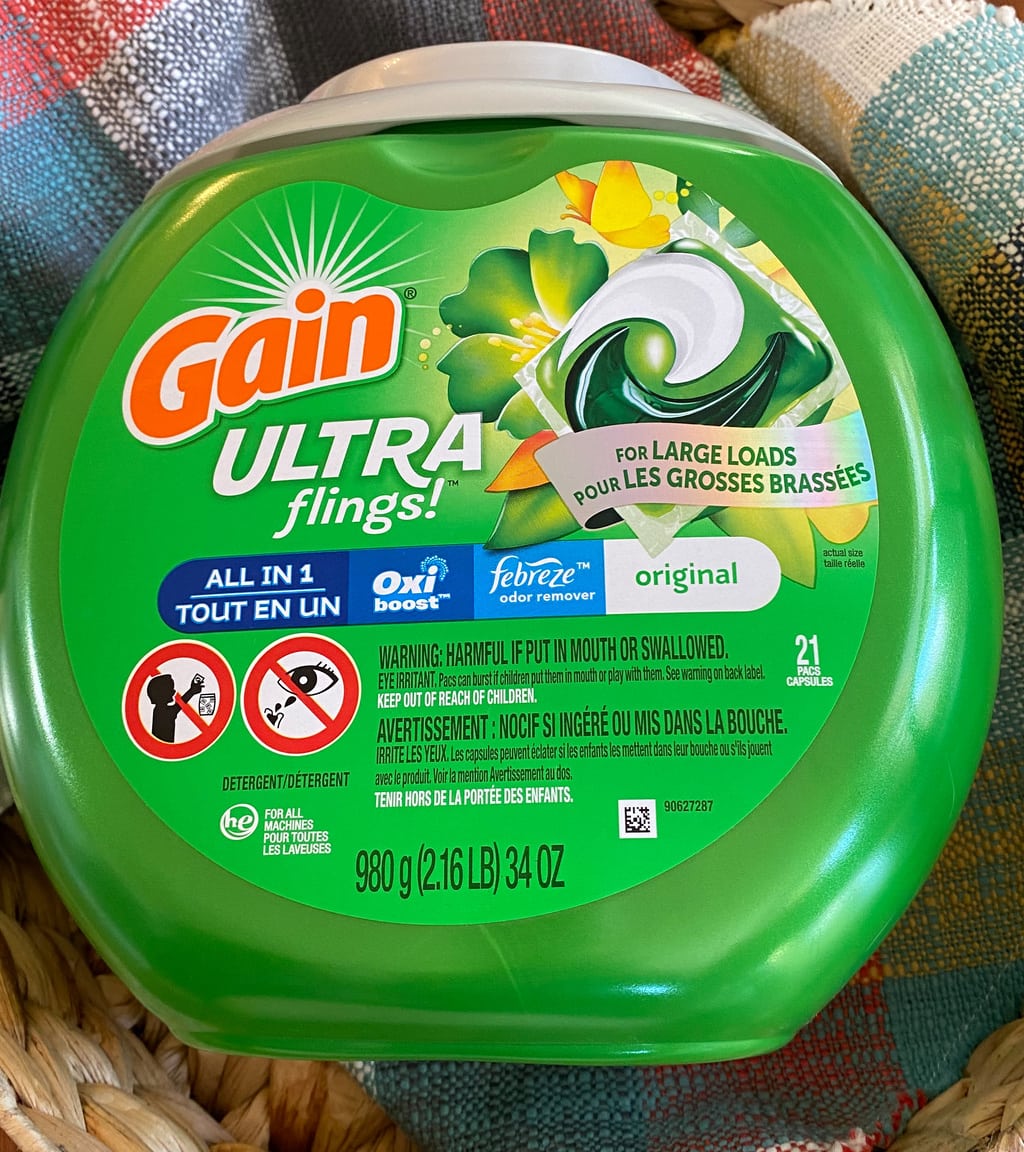 Gain®
ULTRA
flings!™
FOR LARGE LOADS
POUR LES GROSSES BRASSÉES
actual size
taille réelle
ALL IN 1
TOUT EN UN
Oxi
boost™
febreze™
odor remover
original
WARNING: HARMFUL IF PUT IN MOUTH OR SWALLOWED.
EYE IRRITANT. Pacs can burst if children put them in mouth or play with them. See warning on back label.
KEEP OUT OF REACH OF CHILDREN.
21
PACS
CAPSULES
AVERTISSEMENT : NOCIF SI INGÉRÉ OU MIS DANS LA BOUCHE.
IRRITE LES YEUX. Les capsules peuvent éclater si les enfants les mettent dans leur bouche ou s'ils jouent
avec le produit. Voir la mention Avertissement au dos.
TENIR HORS DE LA PORTÉE DES ENFANTS.
DETERGENT/DÉTERGENT
he
FOR ALL
MACHINES
POUR TOUTES
LES LAVEUSES
90627287
980 g (2.16 LB) 34 OZ